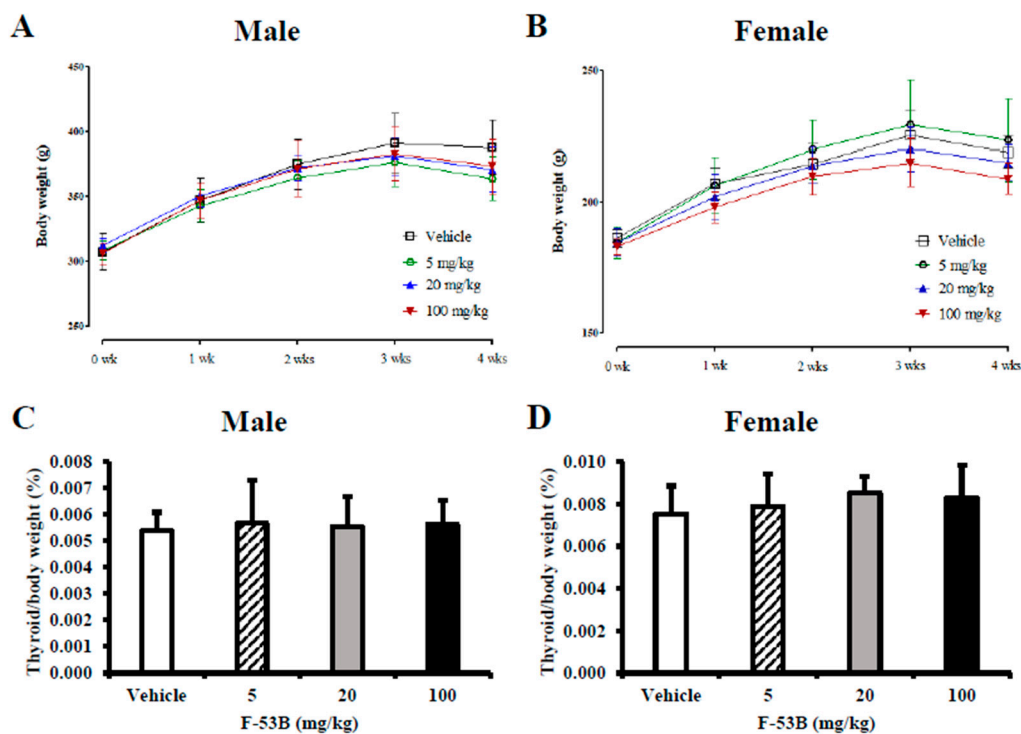 A
Male
Body weight (g)
450
400
350
300
250
Vehicle
5 mg/kg
20 mg/kg
100 mg/kg
0 wk 1 wk 2 wks 3 wks 4 wks
B
Female
Body weight (g)
250
200
150
Vehicle
5 mg/kg
20 mg/kg
100 mg/kg
0 wk 1 wk 2 wks 3 wks 4 wks
C
Male
Thyroid/body weight (%)
0.008
0.007
0.006
0.005
0.004
0.003
0.002
0.001
0.000
Vehicle 5 20 100
F-53B (mg/kg)
D
Female
Thyroid/body weight (%)
0.010
0.008
0.006
0.004
0.002
0.000
Vehicle 5 20 100
F-53B (mg/kg)